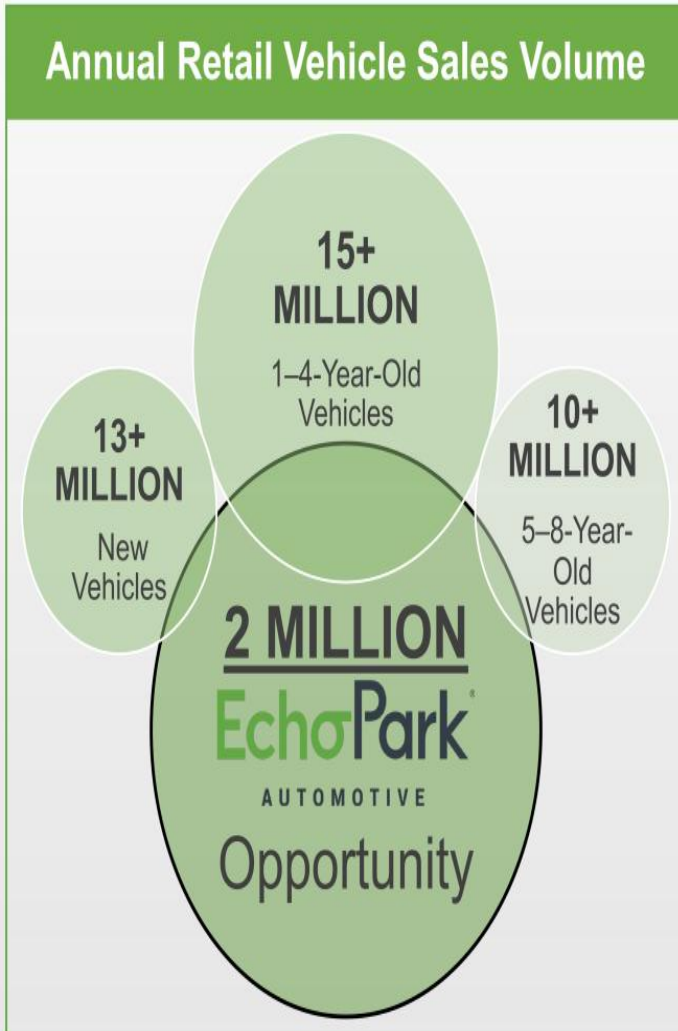 Annual Retail Vehicle Sales Volume
15+
MILLION
1–4-Year-Old
Vehicles
13+
MILLION
New
Vehicles
10+
MILLION
5–8-Year-
Old
Vehicles
2 MILLION
EchoPark®
AUTOMOTIVE
Opportunity